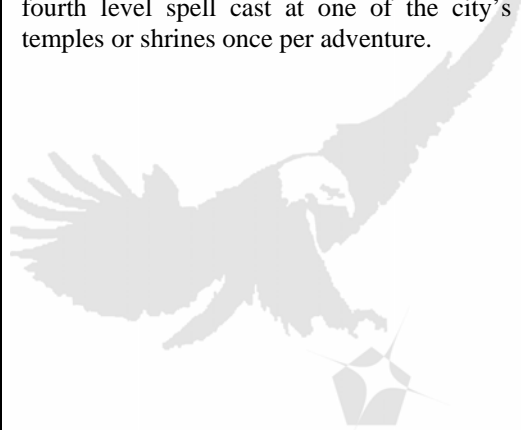 fourth level spell cast at one of the city’s
temples or shrines once per adventure.